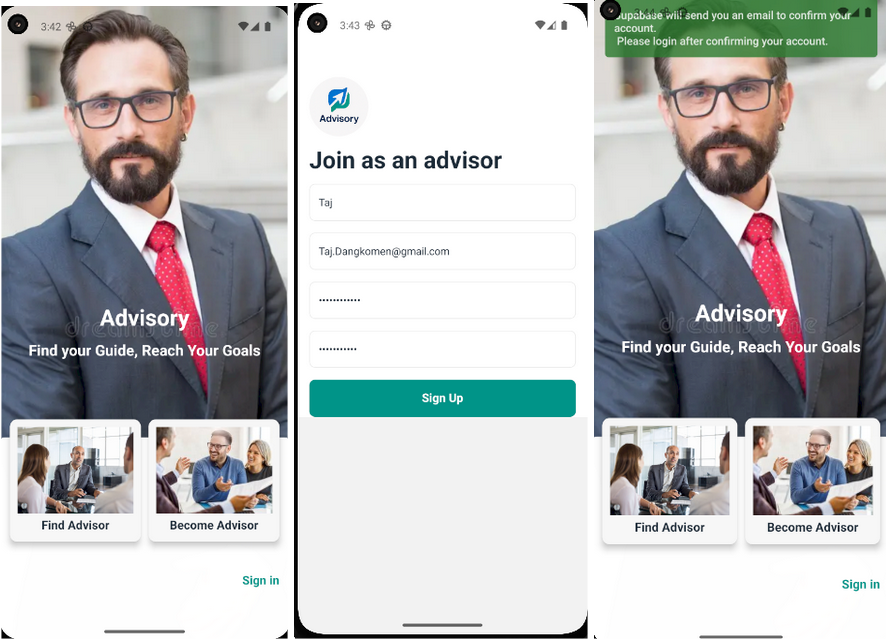 3:42
Advisory
Find your Guide, Reach Your Goals
Find Advisor
Become Advisor
Sign in
3:43
Advisory
Join as an advisor
Taj
Taj.Dangkomen@gmail.com
••••••••••••
•••••••••••
Sign Up
3:44
Supabase will send you an email to confirm your
account.
Please login after confirming your account.
Advisory
Find your Guide, Reach Your Goals
Find Advisor
Become Advisor
Sign in